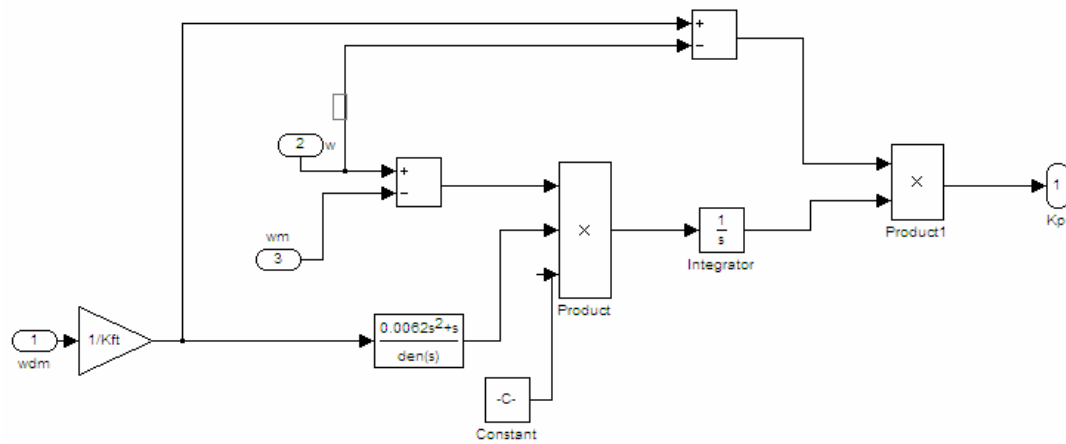 +
−
2
w
+
−
wm
3
×
Product
1
s
Integrator
×
Product1
1
Kp
1
wdm
1/Kft
0.0062s²+s
den(s)
-C-
Constant